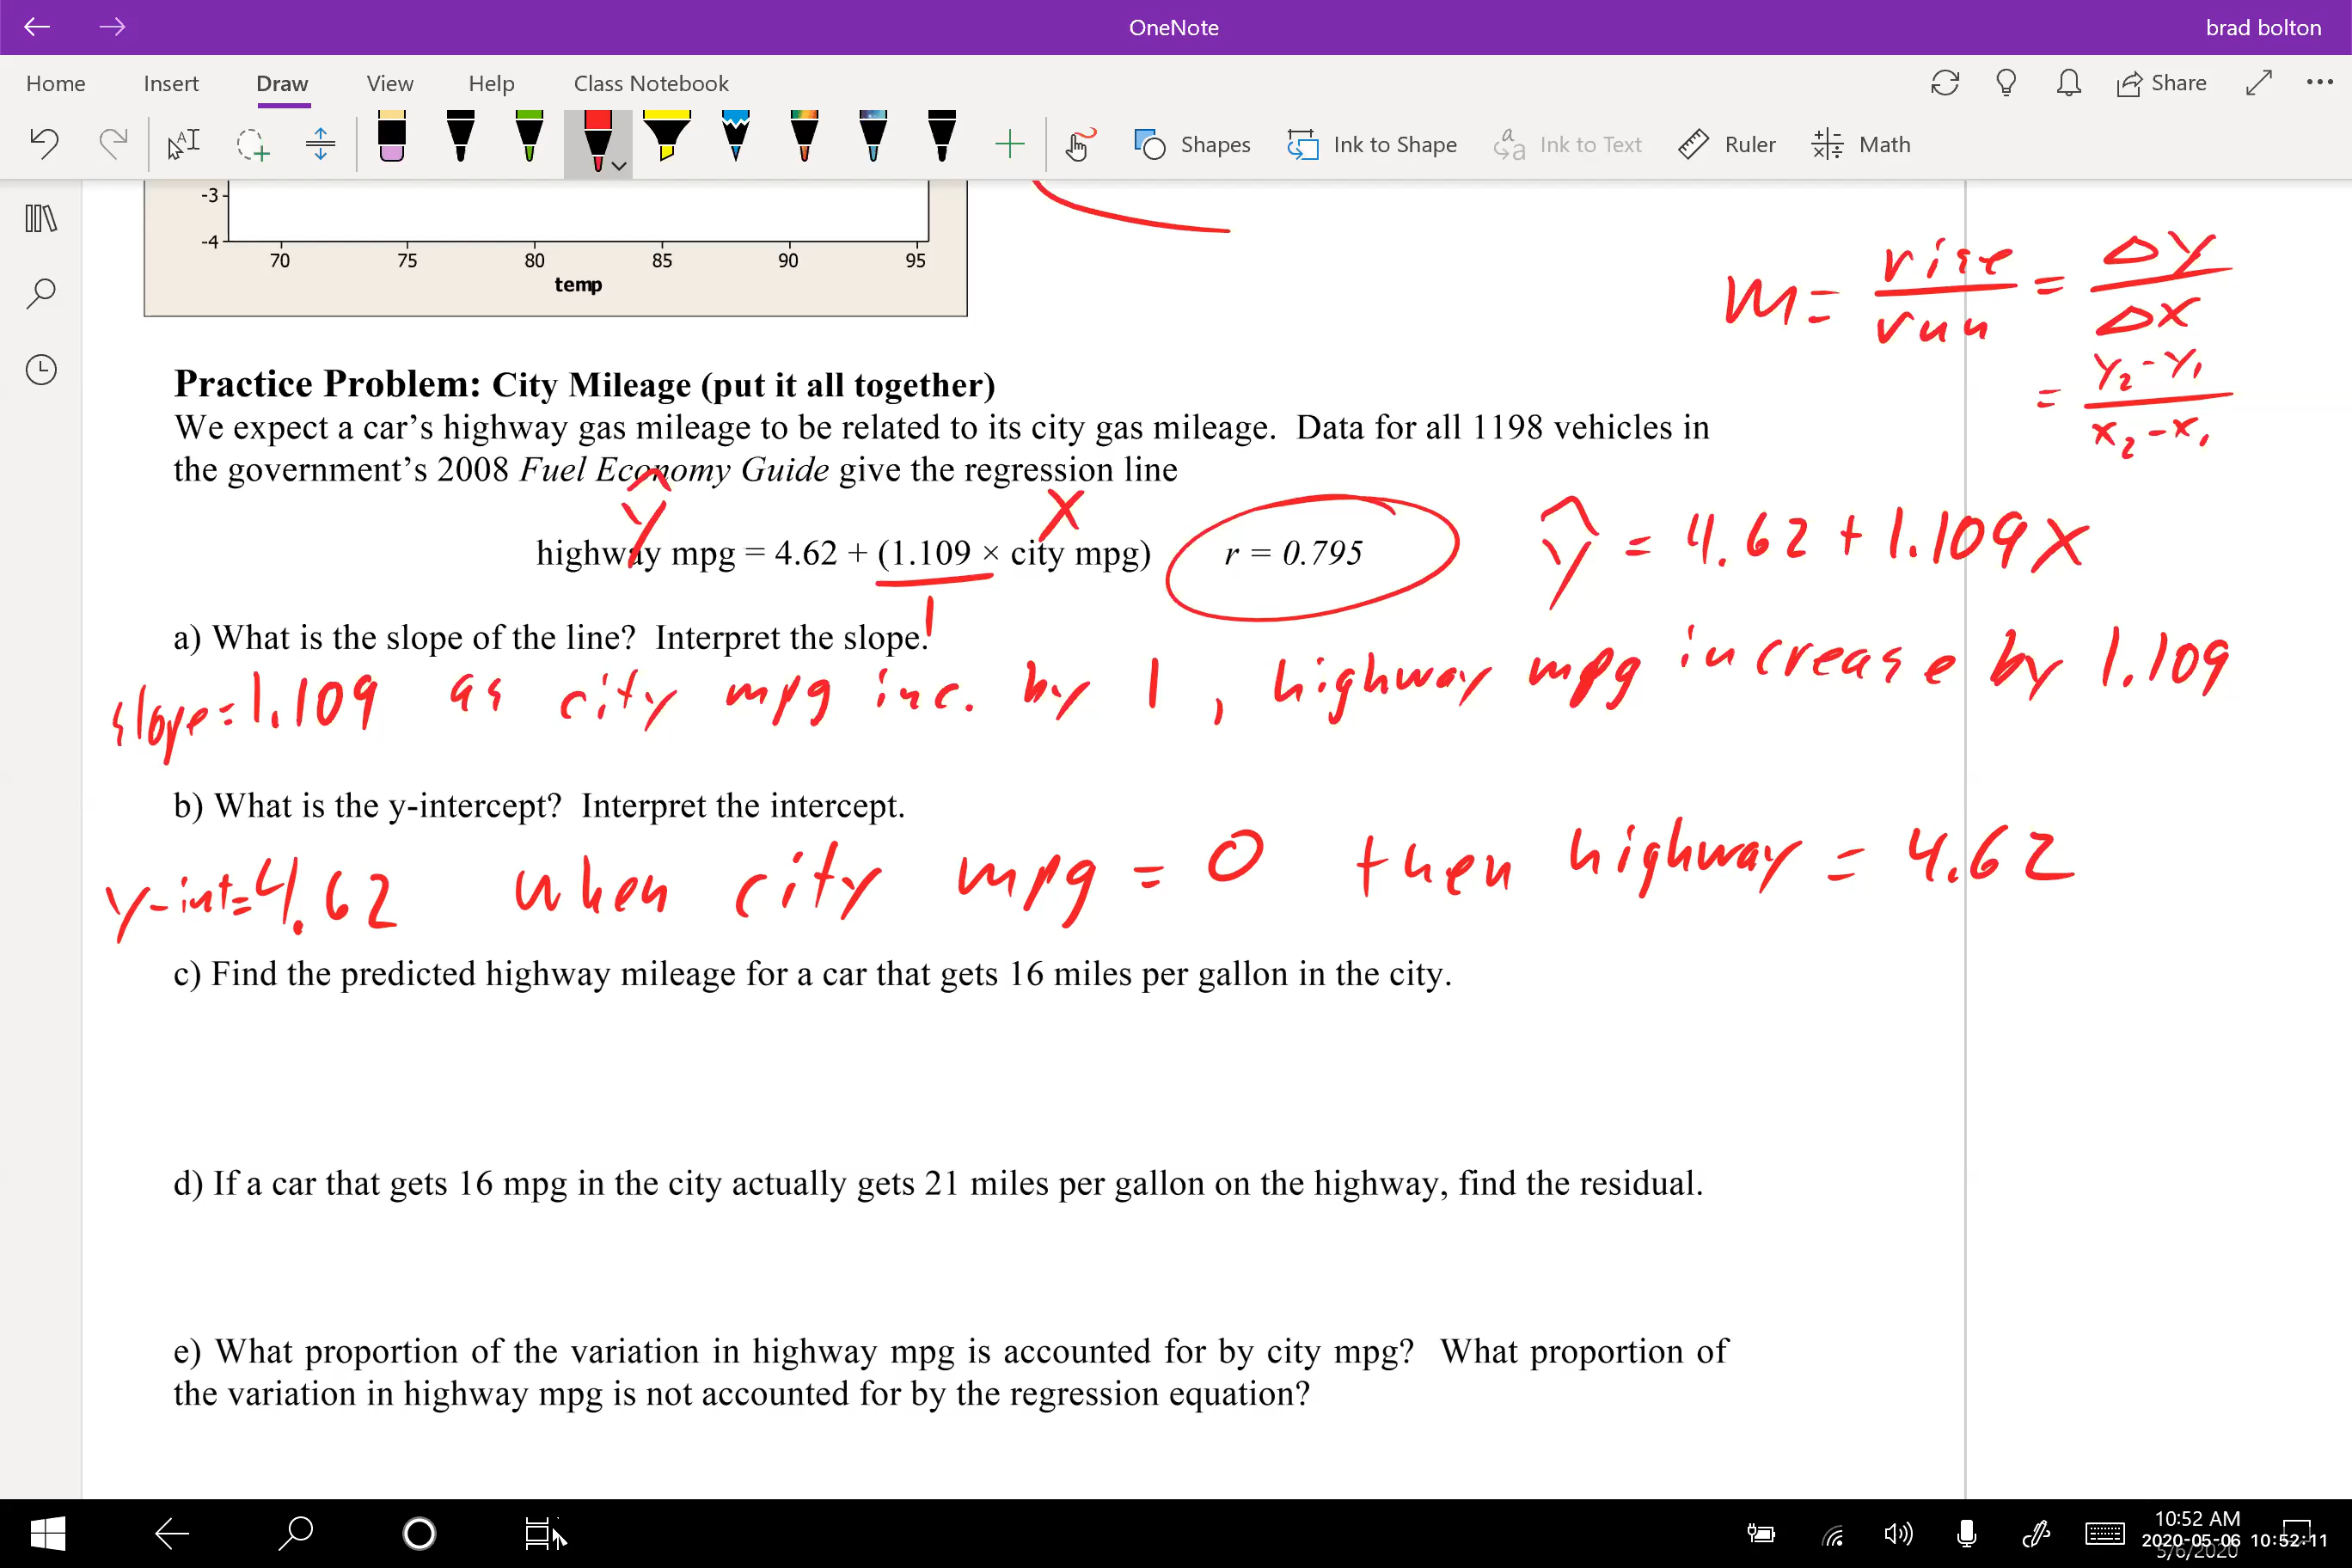 OneNote
brad bolton
Home Insert Draw View Help Class Notebook Share
Shapes Ink to Shape Ink to Text Ruler Math
-3
-4
70 75 80 85 90 95
temp
m = rise/run = ΔY/ΔX
= Y₂-Y₁/X₂-X₁
Practice Problem: City Mileage (put it all together)
We expect a car's highway gas mileage to be related to its city gas mileage. Data for all 1198 vehicles in
the government's 2008 Fuel Economy Guide give the regression line
ŷ X
highway mpg = 4.62 + (1.109 × city mpg) r = 0.795 ŷ = 4.62 + 1.109X
1
a) What is the slope of the line? Interpret the slope.
slope = 1.109 as city mpg inc. by 1, highway mpg increase by 1.109
b) What is the y-intercept? Interpret the intercept.
y-int = 4.62 when city mpg = 0 then highway = 4.62
c) Find the predicted highway mileage for a car that gets 16 miles per gallon in the city.
d) If a car that gets 16 mpg in the city actually gets 21 miles per gallon on the highway, find the residual.
e) What proportion of the variation in highway mpg is accounted for by city mpg? What proportion of
the variation in highway mpg is not accounted for by the regression equation?
10:52 AM
2020-05-06 10:52:11
5/6/2020